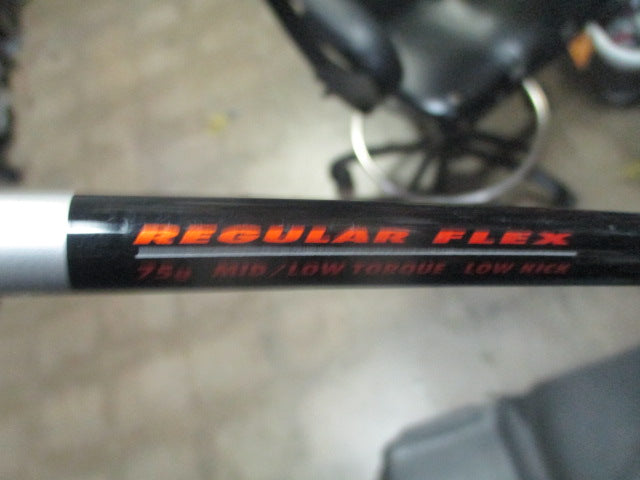 REGULAR FLEX
75g MID/LOW TORQUE LOW KICK